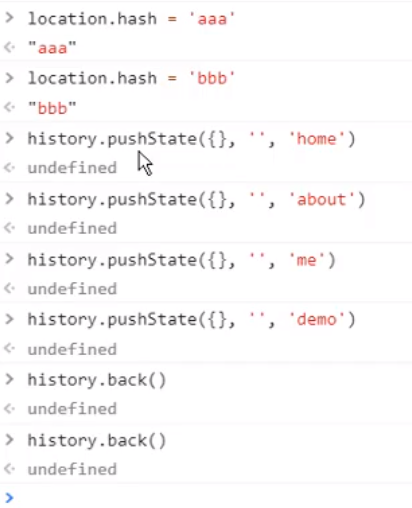 > location.hash = 'aaa'
<· "aaa"
> location.hash = 'bbb'
<· "bbb"
> history.pushState({}, '', 'home')
<· undefined
> history.pushState({}, '', 'about')
<· undefined
> history.pushState({}, '', 'me')
<· undefined
> history.pushState({}, '', 'demo')
<· undefined
> history.back()
<· undefined
> history.back()
<· undefined
>